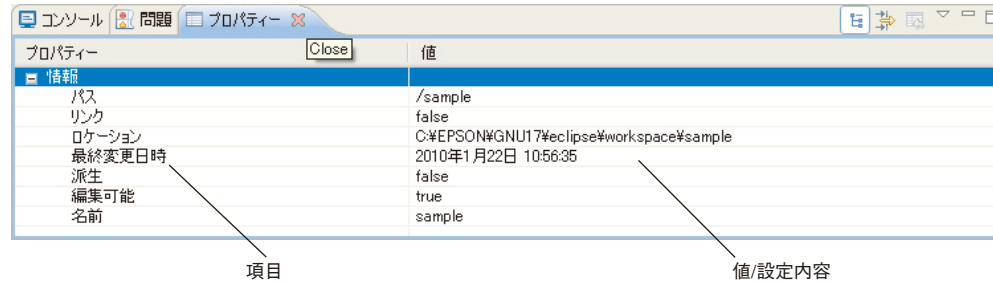 コンソール 問題 プロパティー
Close
プロパティー 値
情報
パス /sample
リンク false
ロケーション C:¥EPSON¥GNU17¥eclipse¥workspace¥sample
最終変更日時 2010年1月22日 10:56:35
派生 false
編集可能 true
名前 sample
項目 値/設定内容